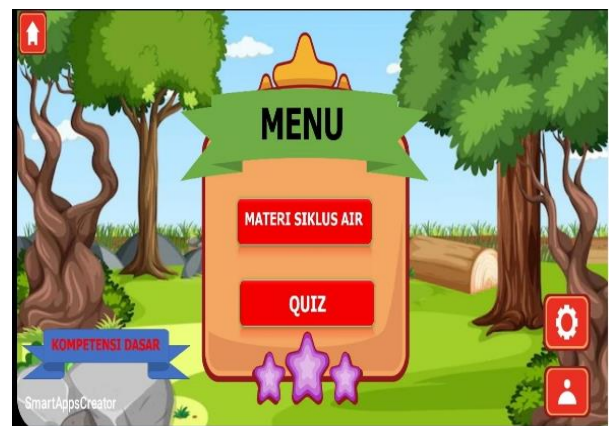 MENU
MATERI SIKLUS AIR
QUIZ
KOMPETENSI DASAR
SmartAppsCreator